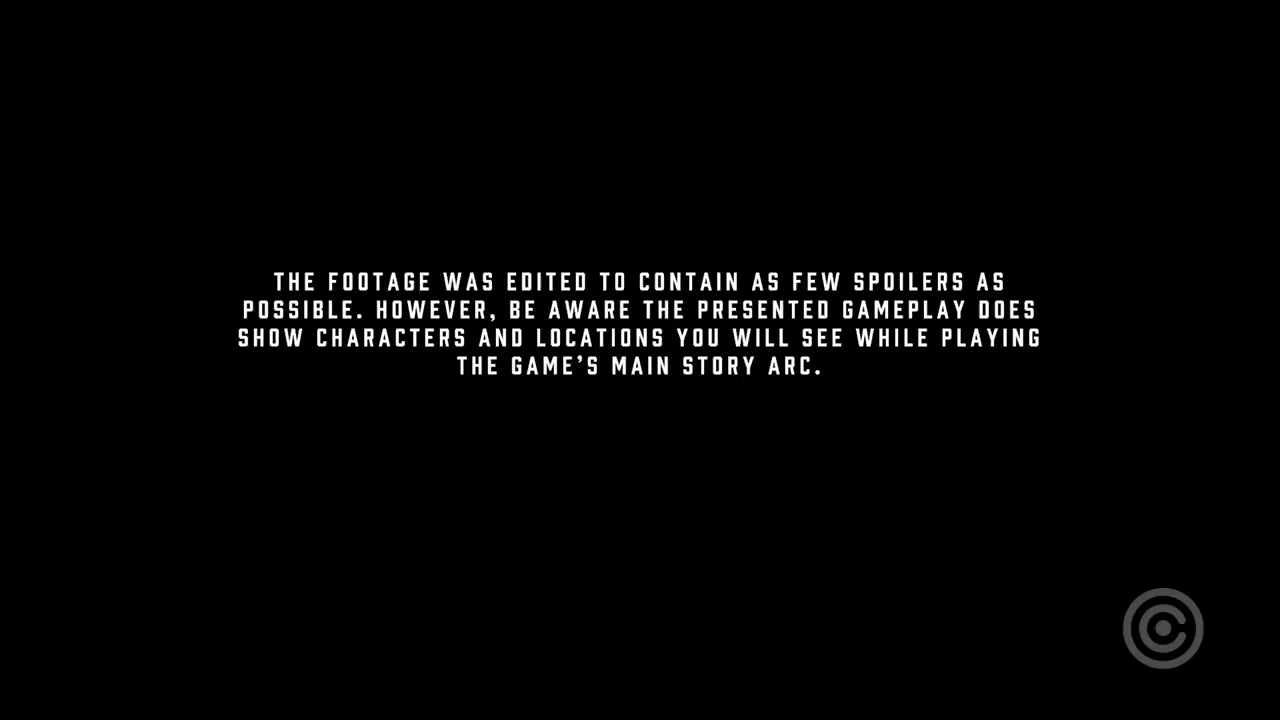 THE FOOTAGE WAS EDITED TO CONTAIN AS FEW SPOILERS AS
POSSIBLE. HOWEVER, BE AWARE THE PRESENTED GAMEPLAY DOES
SHOW CHARACTERS AND LOCATIONS YOU WILL SEE WHILE PLAYING
THE GAME’S MAIN STORY ARC.